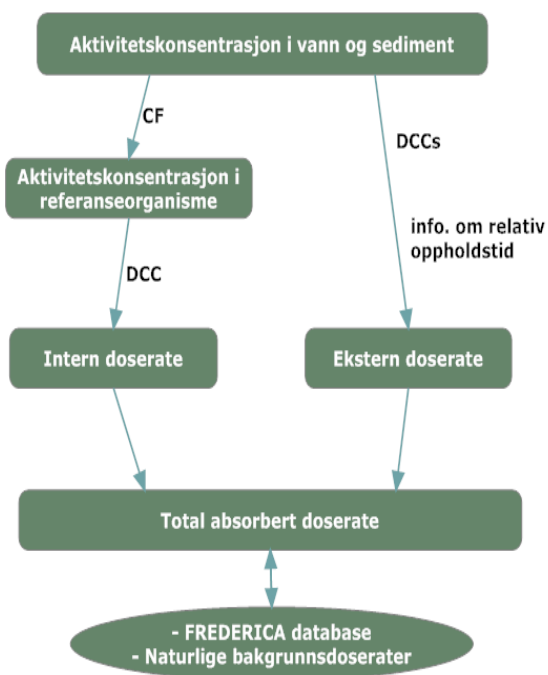 Aktivitetskonsentrasjon i vann og sediment
CF
DCCs
Aktivitetskonsentrasjon i
referanseorganisme
info. om relativ
oppholdstid
DCC
Intern doserate
Ekstern doserate
Total absorbert doserate
- FREDERICA database
- Naturlige bakgrunnsdoserater